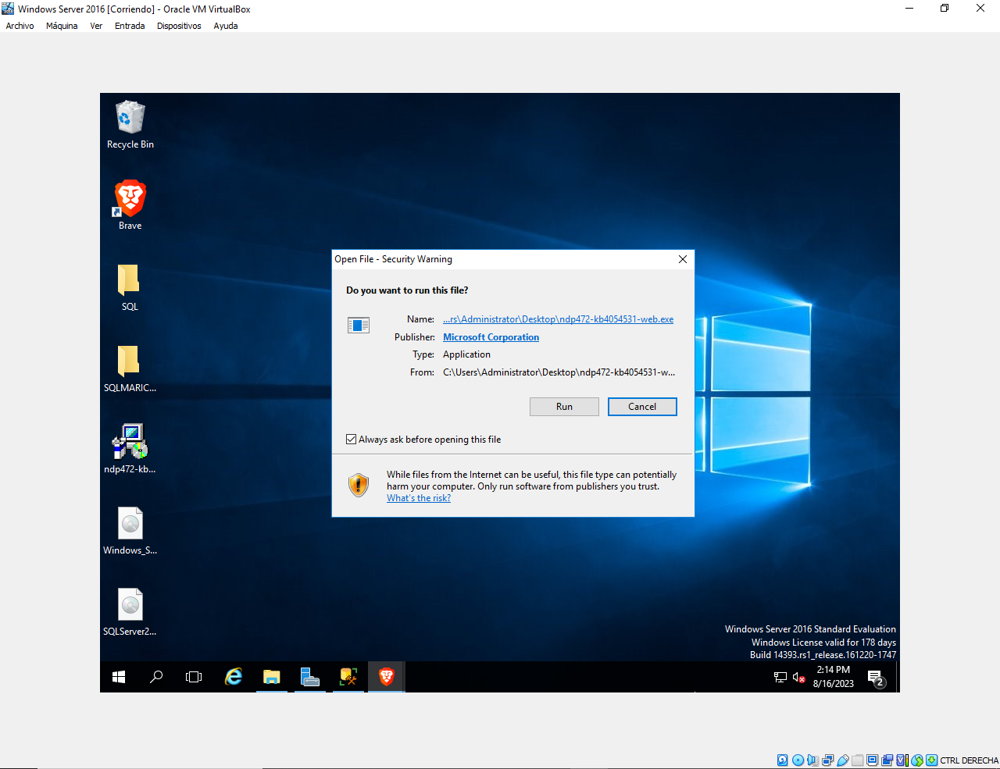 Windows Server 2016 [Corriendo] - Oracle VM VirtualBox
Archivo Máquina Ver Entrada Dispositivos Ayuda
Recycle Bin
Brave
SQL
SQLMARIC...
ndp472-kb...
Windows_S...
SQLServer2...
Open File - Security Warning
Do you want to run this file?
Name: ...rs\Administrator\Desktop\ndp472-kb4054531-web.exe
Publisher: Microsoft Corporation
Type: Application
From: C:\Users\Administrator\Desktop\ndp472-kb4054531-w...
Run Cancel
Always ask before opening this file
While files from the Internet can be useful, this file type can potentially
harm your computer. Only run software from publishers you trust.
What's the risk?
Windows Server 2016 Standard Evaluation
Windows License valid for 178 days
Build 14393.rs1_release.161220-1747
2:14 PM
8/16/2023
2
CTRL DERECHA